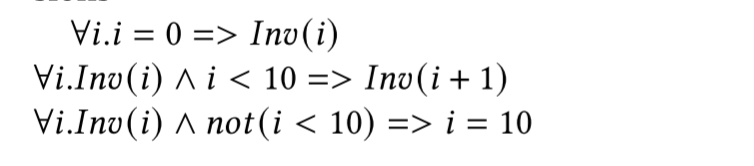 ∀i.i = 0 => Inv(i)
∀i.Inv(i) ∧ i < 10 => Inv(i + 1)
∀i.Inv(i) ∧ not(i < 10) => i = 10